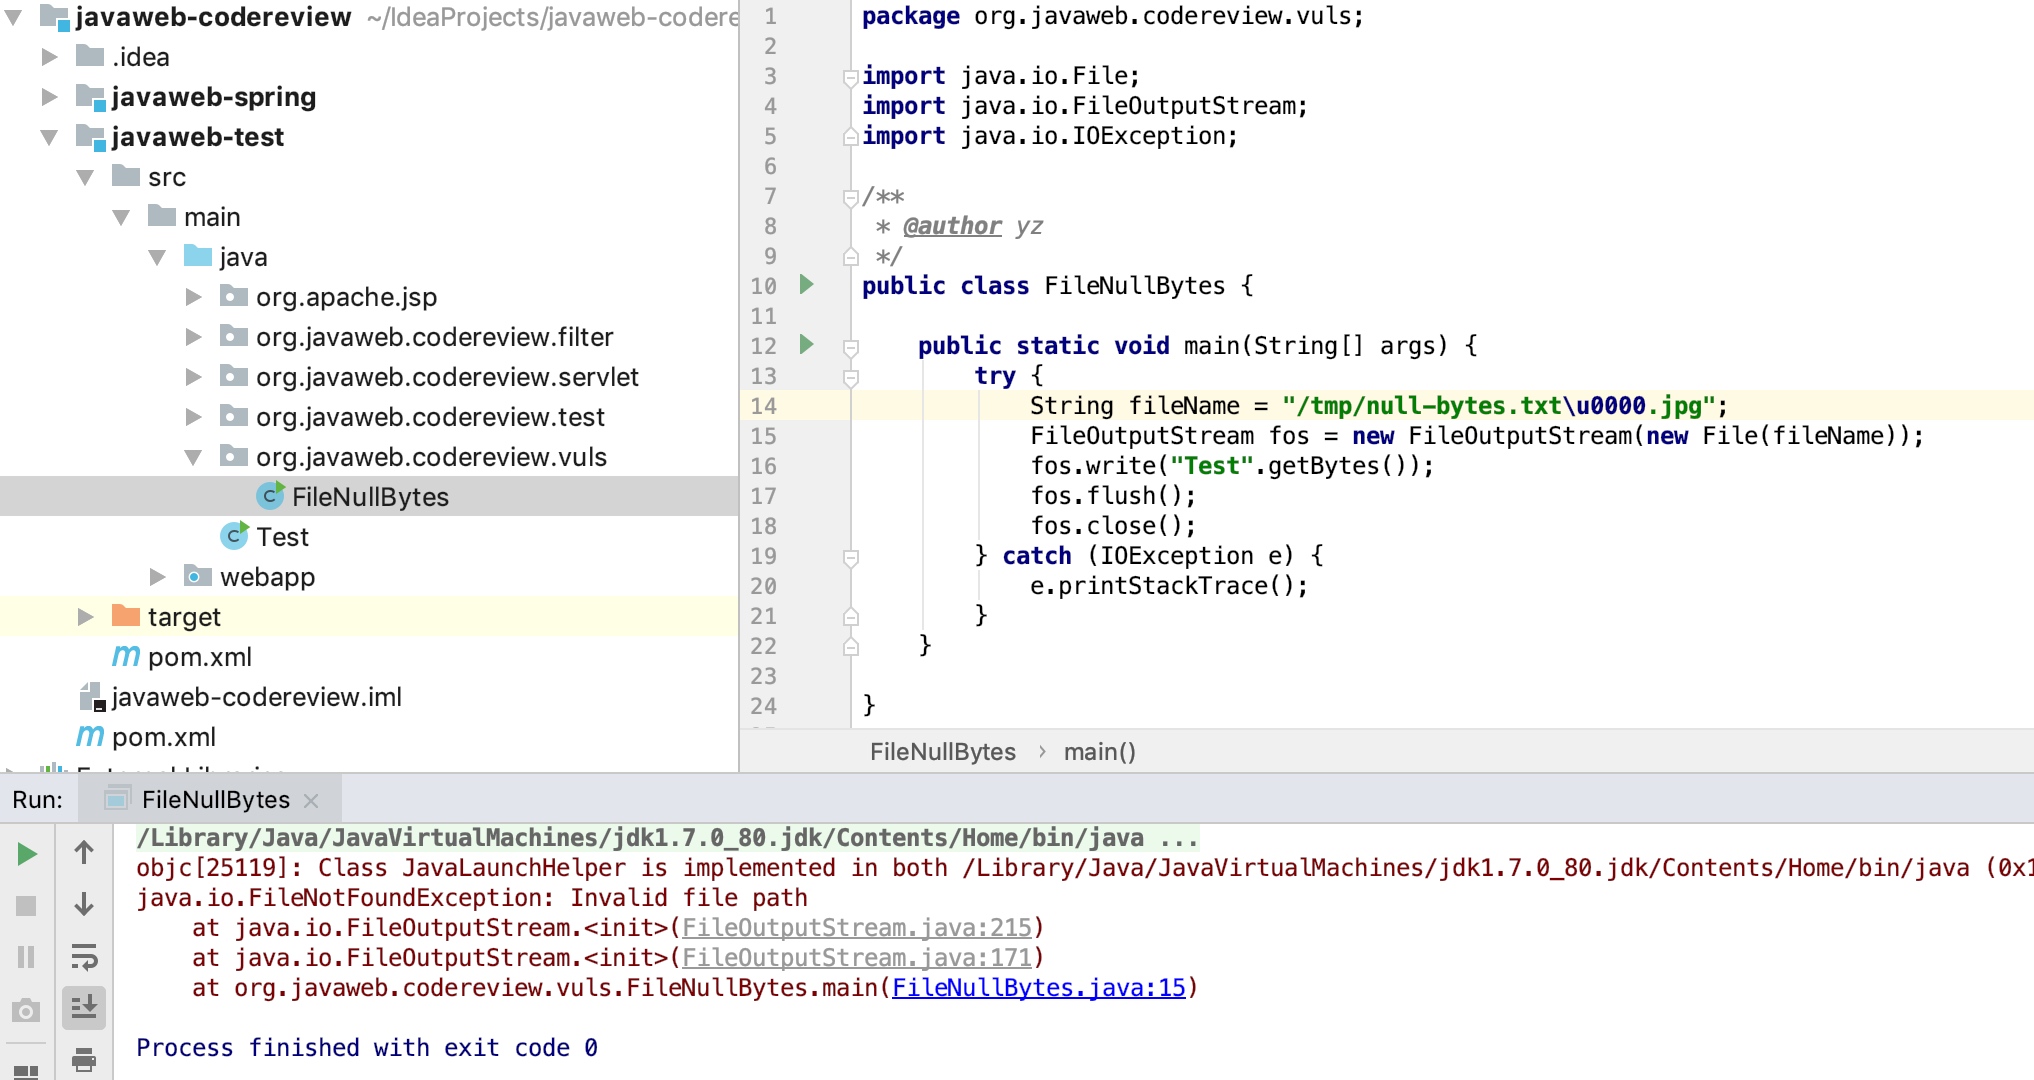 javaweb-codereview ~/IdeaProjects/javaweb-codere
.idea
javaweb-spring
javaweb-test
src
main
java
org.apache.jsp
org.javaweb.codereview.filter
org.javaweb.codereview.servlet
org.javaweb.codereview.test
org.javaweb.codereview.vuls
FileNullBytes
Test
webapp
target
pom.xml
javaweb-codereview.iml
pom.xml
1 package org.javaweb.codereview.vuls;
2
3 import java.io.File;
4 import java.io.FileOutputStream;
5 import java.io.IOException;
6
7 /**
8 * @author yz
9 */
10 public class FileNullBytes {
11
12 public static void main(String[] args) {
13 try {
14 String fileName = "/tmp/null-bytes.txt\u0000.jpg";
15 FileOutputStream fos = new FileOutputStream(new File(fileName));
16 fos.write("Test".getBytes());
17 fos.flush();
18 fos.close();
19 } catch (IOException e) {
20 e.printStackTrace();
21 }
22 }
23
24 }
FileNullBytes › main()
Run: FileNullBytes
/Library/Java/JavaVirtualMachines/jdk1.7.0_80.jdk/Contents/Home/bin/java ...
objc[25119]: Class JavaLaunchHelper is implemented in both /Library/Java/JavaVirtualMachines/jdk1.7.0_80.jdk/Contents/Home/bin/java (0x1
java.io.FileNotFoundException: Invalid file path
at java.io.FileOutputStream.<init>(FileOutputStream.java:215)
at java.io.FileOutputStream.<init>(FileOutputStream.java:171)
at org.javaweb.codereview.vuls.FileNullBytes.main(FileNullBytes.java:15)
Process finished with exit code 0